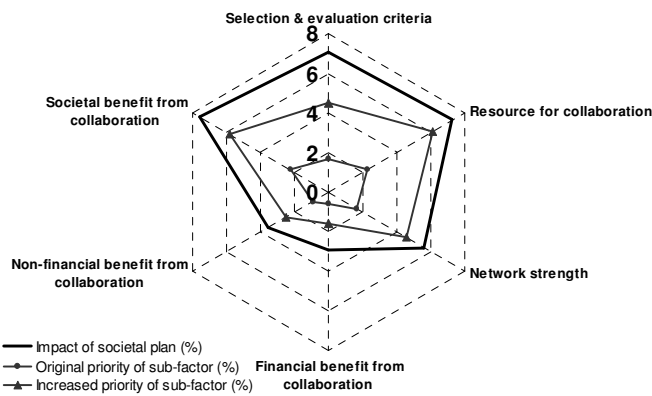 Selection & evaluation criteria
8
Societal benefit from
collaboration
6
Resource for collaboration
4
2
0
Non-financial benefit from
collaboration
Network strength
Impact of societal plan (%)
Original priority of sub-factor (%)
Increased priority of sub-factor (%)
Financial benefit from
collaboration